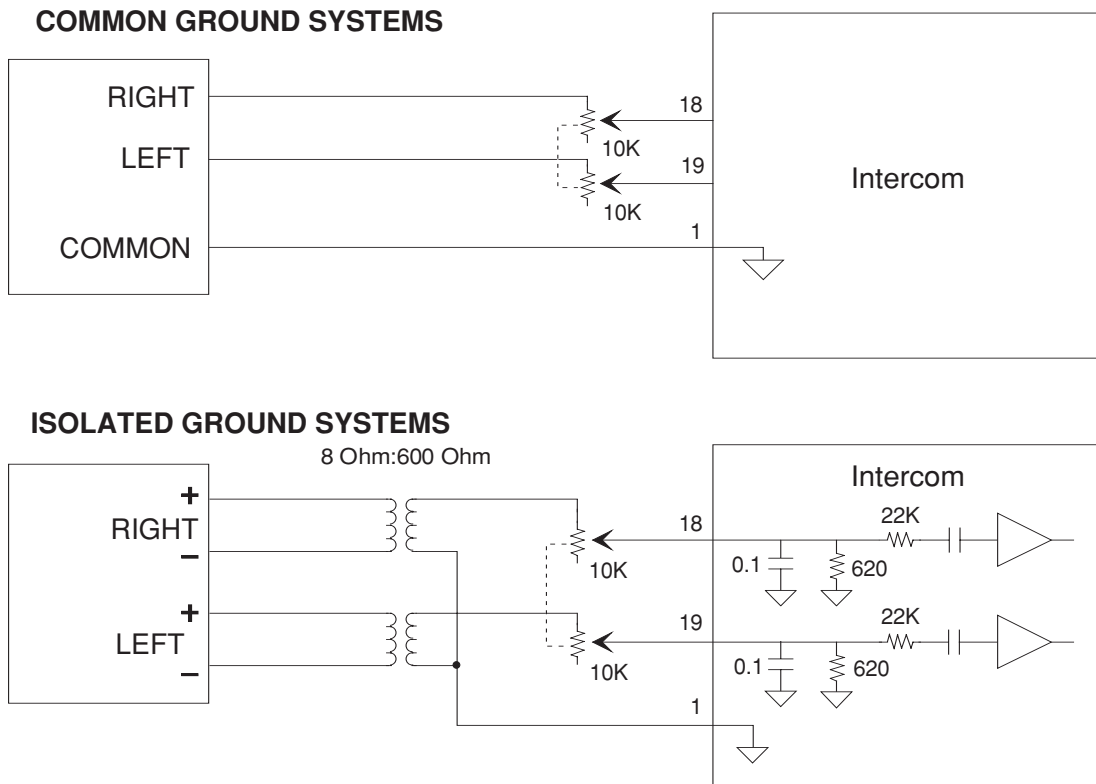 COMMON GROUND SYSTEMS
RIGHT
LEFT
COMMON
18
10K
19
10K
1
Intercom
ISOLATED GROUND SYSTEMS
8 Ohm:600 Ohm
+
RIGHT
−
+
LEFT
−
10K
10K
Intercom
18
22K
0.1
620
19
22K
0.1
620
1